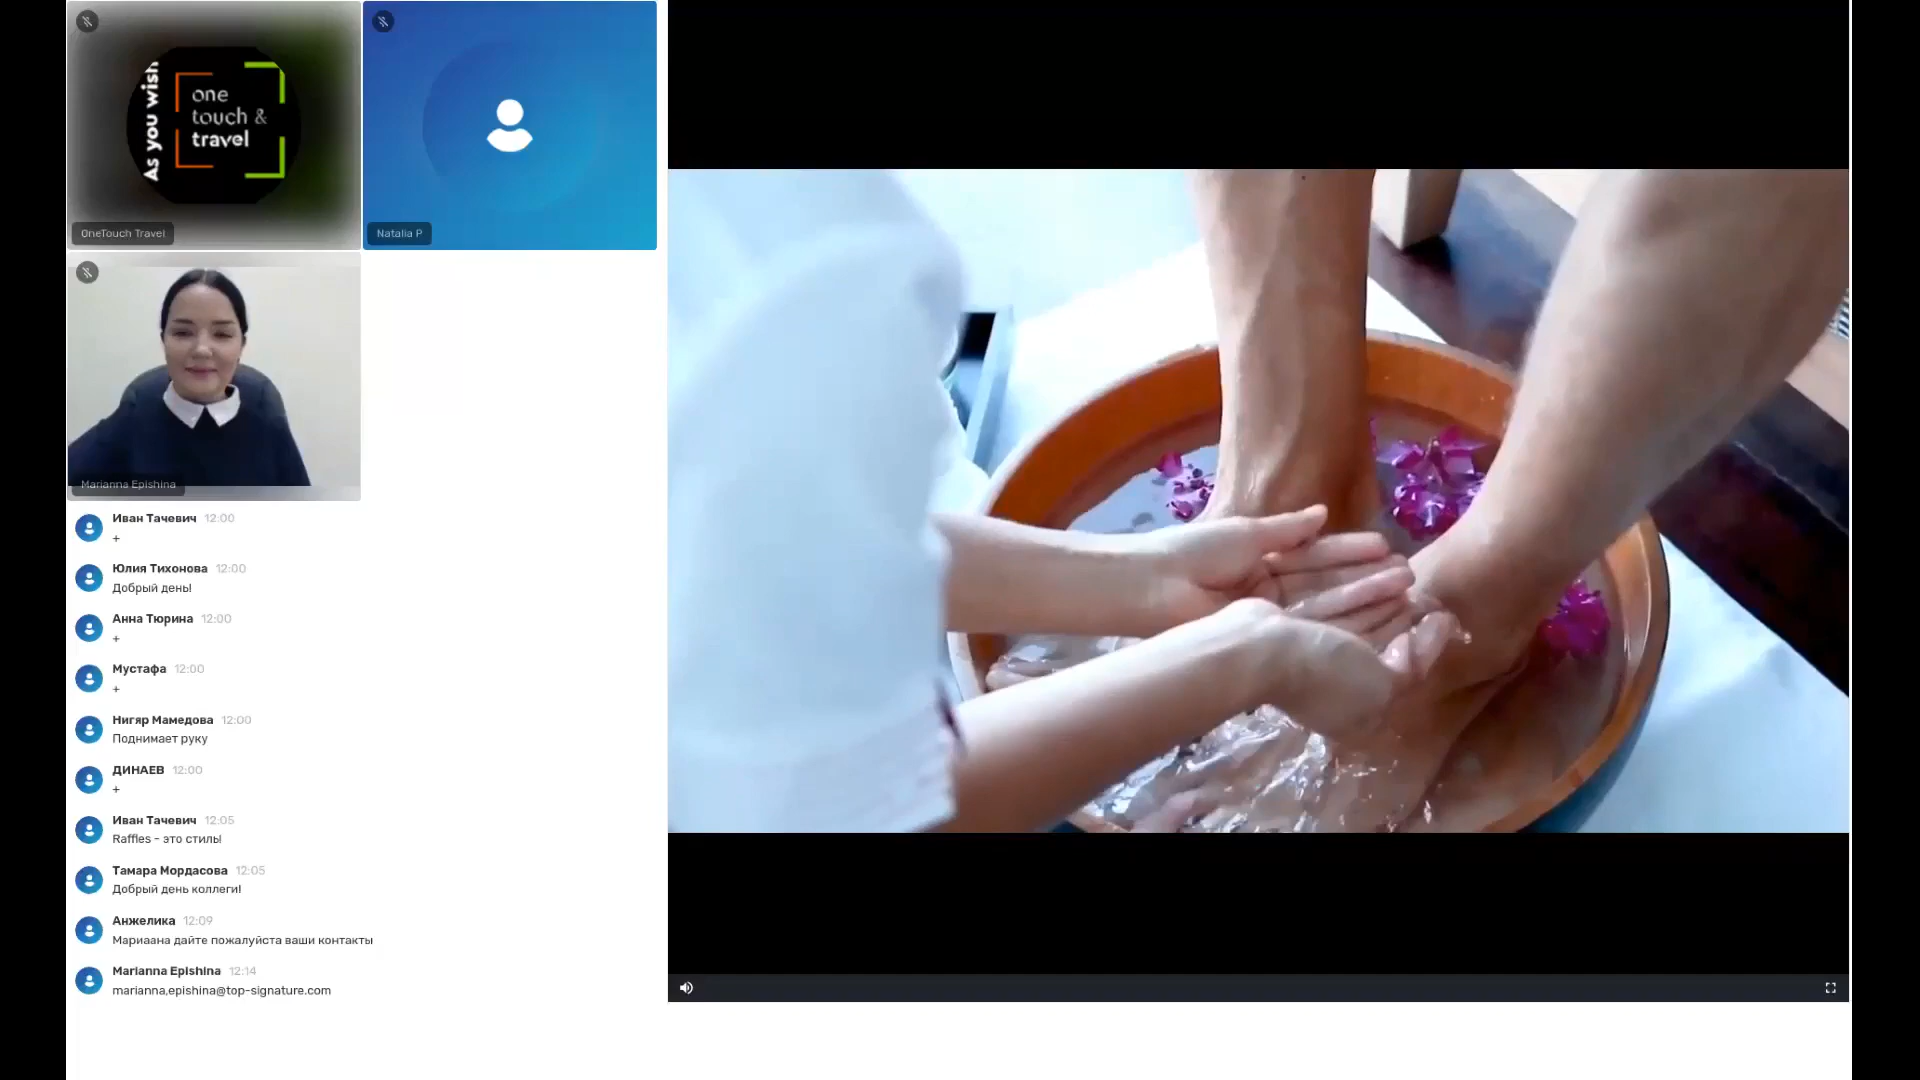 As you wish
one
touch &
travel
OneTouch Travel
Natalia P
Marianna Epishina
Иван Тачевич 12:00
+
Юлия Тихонова 12:00
Добрый день!
Анна Тюрина 12:00
+
Мустафа 12:00
+
Нигяр Мамедова 12:00
Поднимает руку
ДИНАЕВ 12:00
+
Иван Тачевич 12:05
Raffles - это стиль!
Тамара Мордасова 12:05
Добрый день коллеги!
Анжелика 12:09
Мариаана дайте пожалуйста ваши контакты
Marianna Epishina 12:14
marianna,epishina@top-signature.com